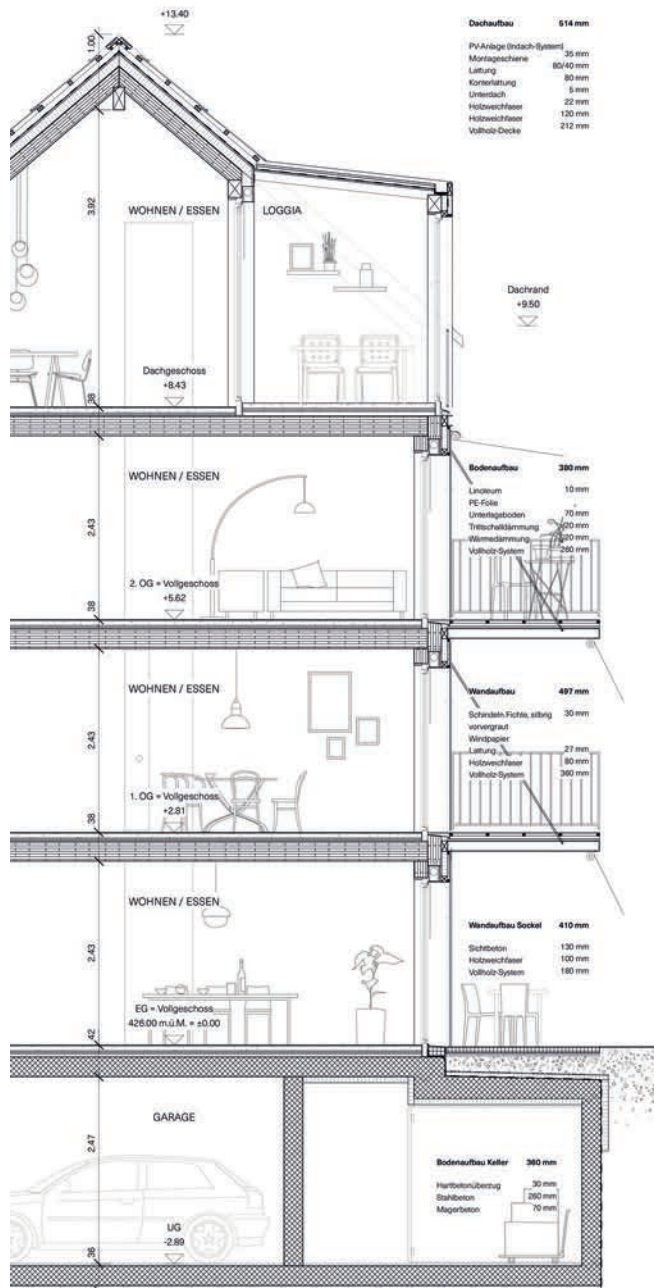 +13.40
1.00
Dachaufbau 514 mm
PV-Anlage (Indach-System)
Montageschiene 35 mm
Lattung 80/40 mm
Konterlattung 80 mm
Unterdach 5 mm
Holzweichfaser 22 mm
Holzweichfaser 120 mm
Vollholz-Decke 212 mm
3.92
WOHNEN / ESSEN
LOGGIA
Dachrand
+9.50
Dachgeschoss
+8.43
38
WOHNEN / ESSEN
2.43
Bodenaufbau 380 mm
Linoleum 10 mm
PE-Folie
Unterlagsboden 70 mm
Trittschalldämmung 20 mm
Wärmedämmung 20 mm
Vollholz-System 260 mm
2. OG = Vollgeschoss
+5.62
38
WOHNEN / ESSEN
2.43
Wandaufbau 497 mm
Schindeln Fichte, silbrig 30 mm
vorvergraut
Windpapier
Lattung 27 mm
Holzweichfaser 80 mm
Vollholz-System 360 mm
1. OG = Vollgeschoss
+2.81
38
WOHNEN / ESSEN
2.43
Wandaufbau Sockel 410 mm
Sichtbeton 130 mm
Holzweichfaser 100 mm
Vollholz-System 180 mm
EG = Vollgeschoss
426.00 m.ü.M. = ±0.00
42
GARAGE
2.47
Bodenaufbau Keller 360 mm
Hartbetonüberzug 30 mm
Stahlbeton 260 mm
Magerbeton 70 mm
UG
-2.89
36